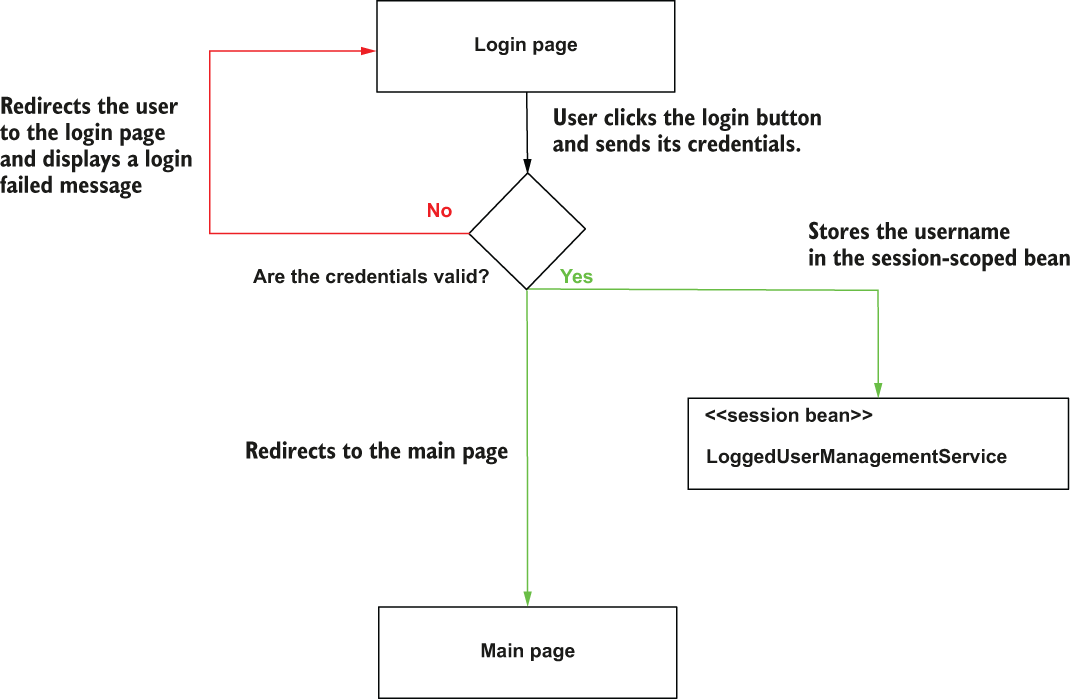 Login page
Redirects the user
to the login page
and displays a login
failed message
User clicks the login button
and sends its credentials.
No
Are the credentials valid?
Yes
Stores the username
in the session-scoped bean
<<session bean>>
LoggedUserManagementService
Redirects to the main page
Main page